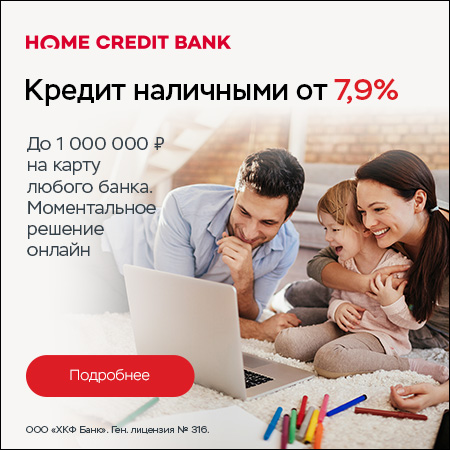 HOME CREDIT BANK
Кредит наличными от 7,9%
До 1 000 000 ₽
на карту
любого банка.
Моментальное
решение
онлайн
Подробнее
ООО «ХКФ Банк». Ген. лицензия № 316.